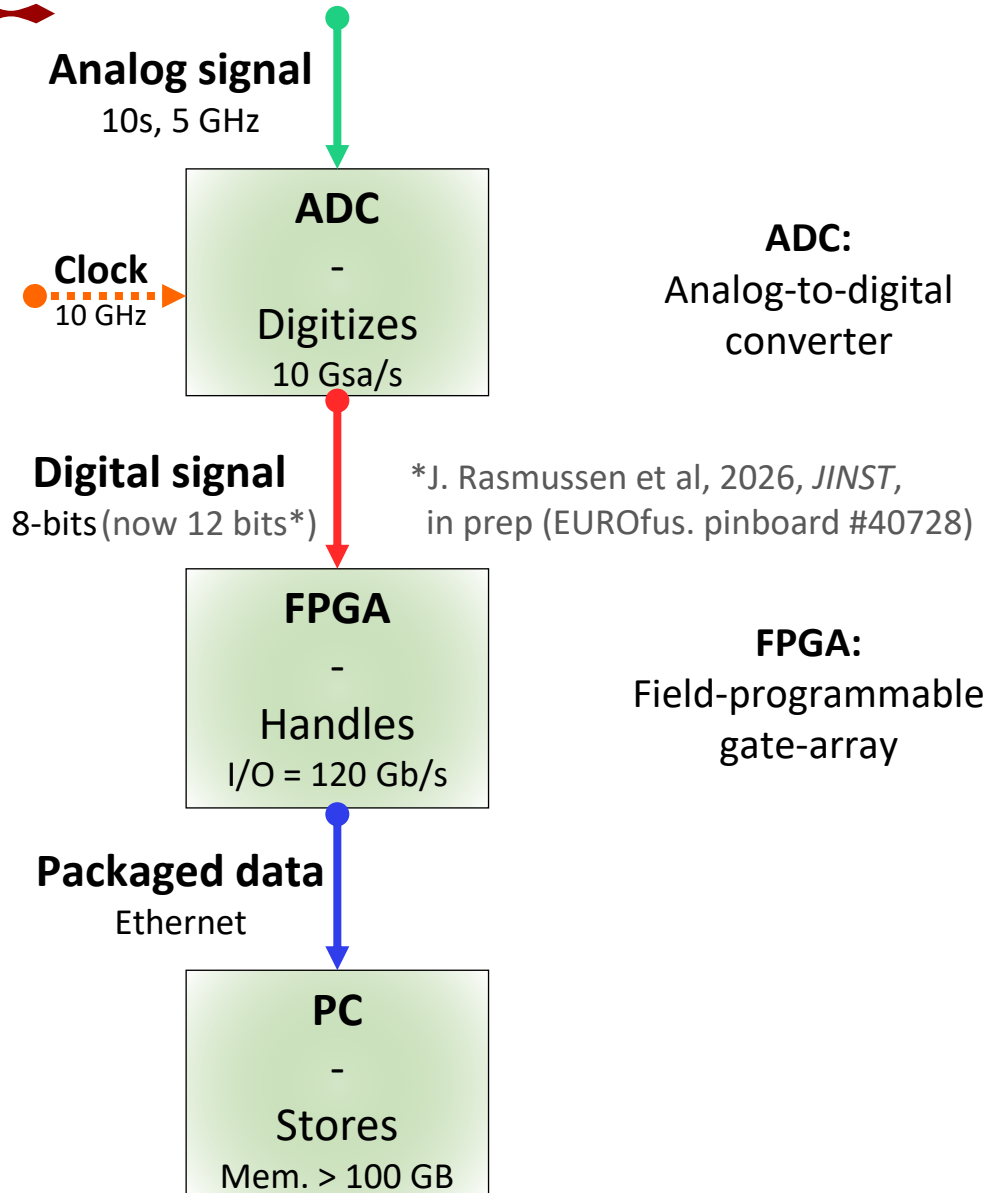 Analog signal
10s, 5 GHz
ADC
-
Digitizes
10 Gsa/s
Clock
10 GHz
ADC:
Analog-to-digital
converter
Digital signal
8-bits (now 12 bits*)
*J. Rasmussen et al, 2026, JINST,
in prep (EUROfus. pinboard #40728)
FPGA
-
Handles
I/O = 120 Gb/s
FPGA:
Field-programmable
gate-array
Packaged data
Ethernet
PC
-
Stores
Mem. > 100 GB